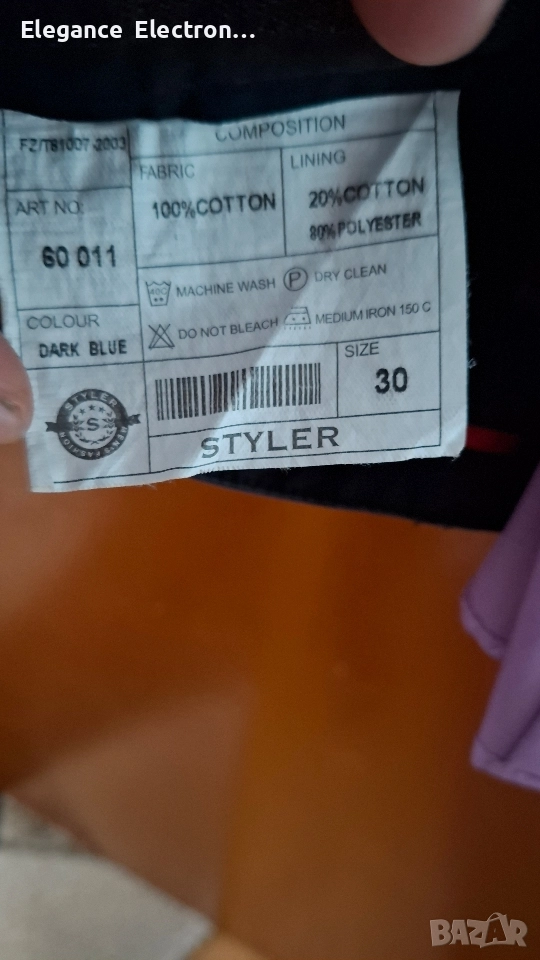 Elegance Electron...
COMPOSITION
FZ/T81007-2003
FABRIC
LINING
100%COTTON
20%COTTON
80%POLYESTER
ART NO:
60 011
MACHINE WASH
P
DRY CLEAN
DO NOT BLEACH
MEDIUM IRON 150 C
COLOUR
DARK BLUE
SIZE
30
STYLER
S
STYLER
BAZAR